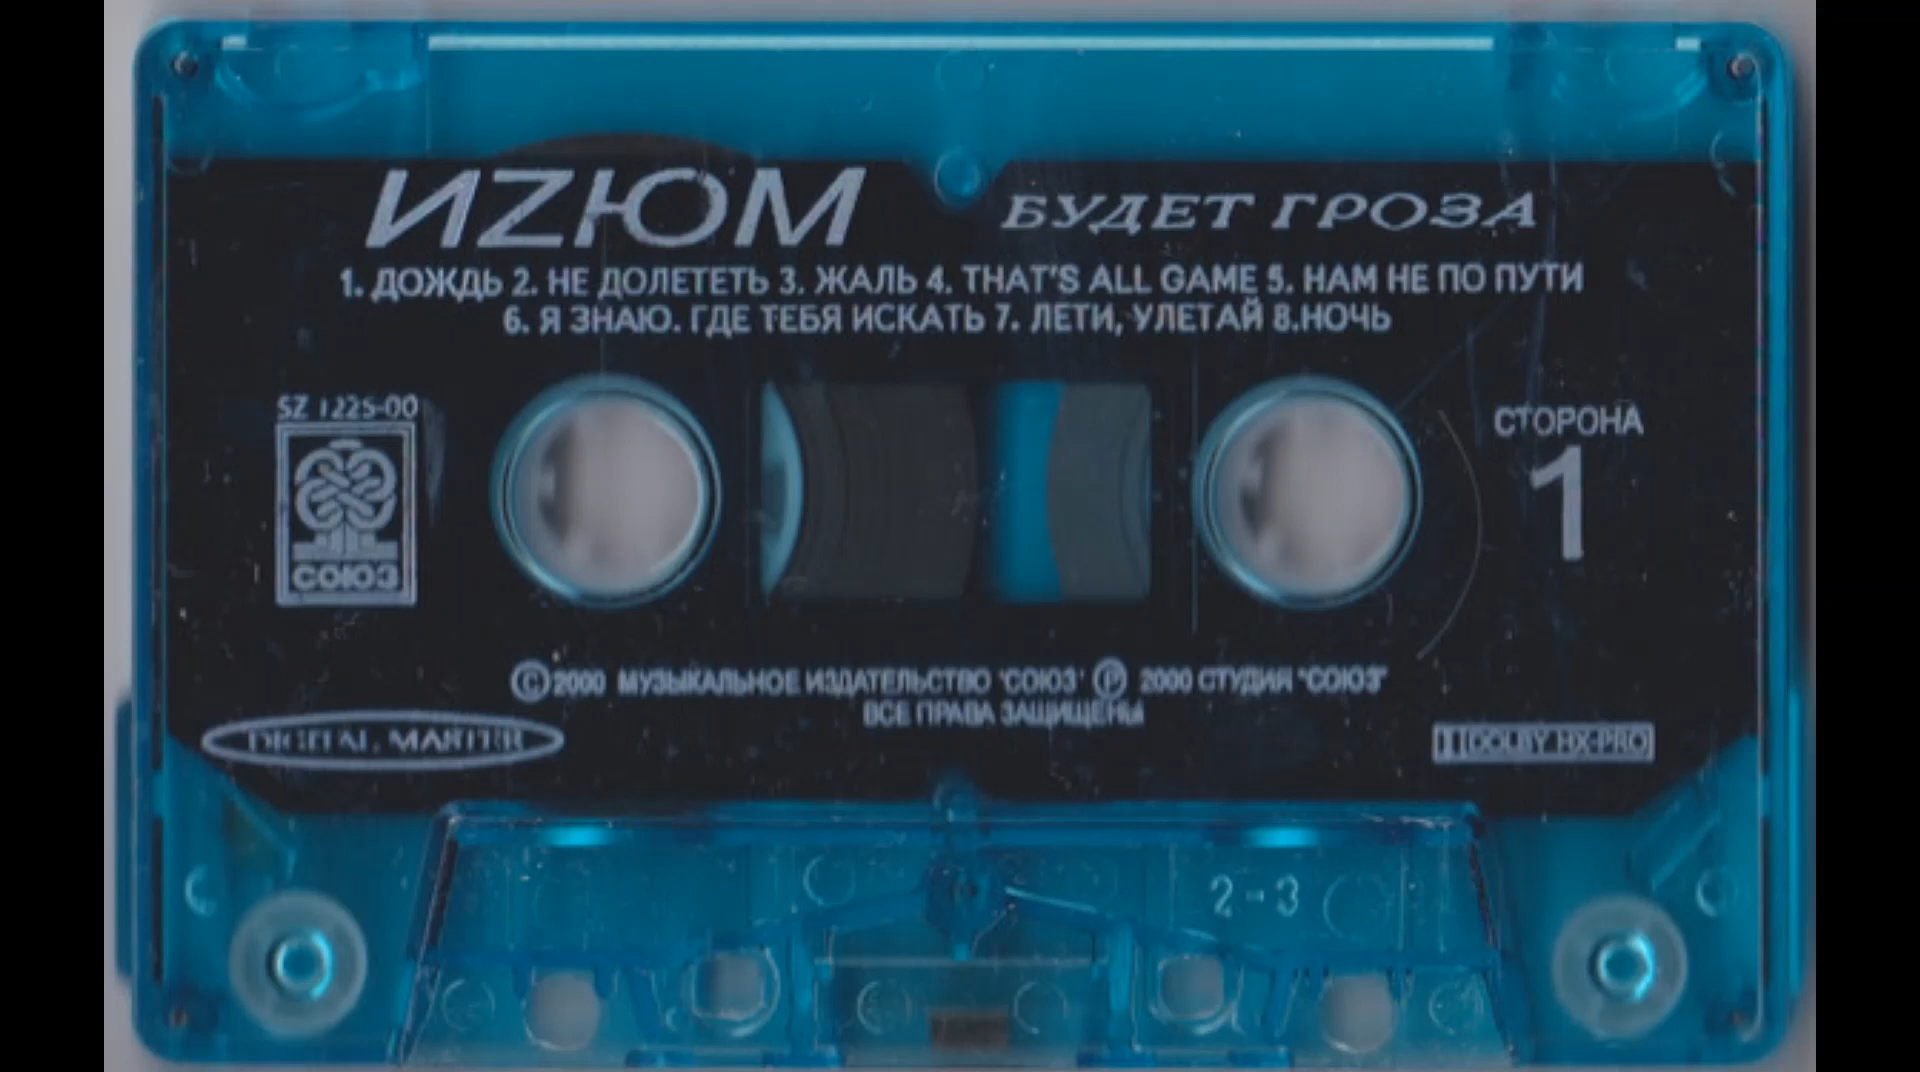 ИZЮМ
БУДЕТ ГРОЗА
1. ДОЖДЬ 2. НЕ ДОЛЕТЕТЬ 3. ЖАЛЬ 4. THAT'S ALL GAME 5. НАМ НЕ ПО ПУТИ
6. Я ЗНАЮ. ГДЕ ТЕБЯ ИСКАТЬ 7. ЛЕТИ, УЛЕТАЙ 8.НОЧЬ
SZ 1225-00
СОЮЗ
СТОРОНА
1
©2000 МУЗЫКАЛЬНОЕ ИЗДАТЕЛЬСТВО "СОЮЗ" ℗ 2000 СТУДИЯ "СОЮЗ"
ВСЕ ПРАВА ЗАЩИЩЕНЫ
DIGITAL MASTER
DOLBY HX-PRO
2-3